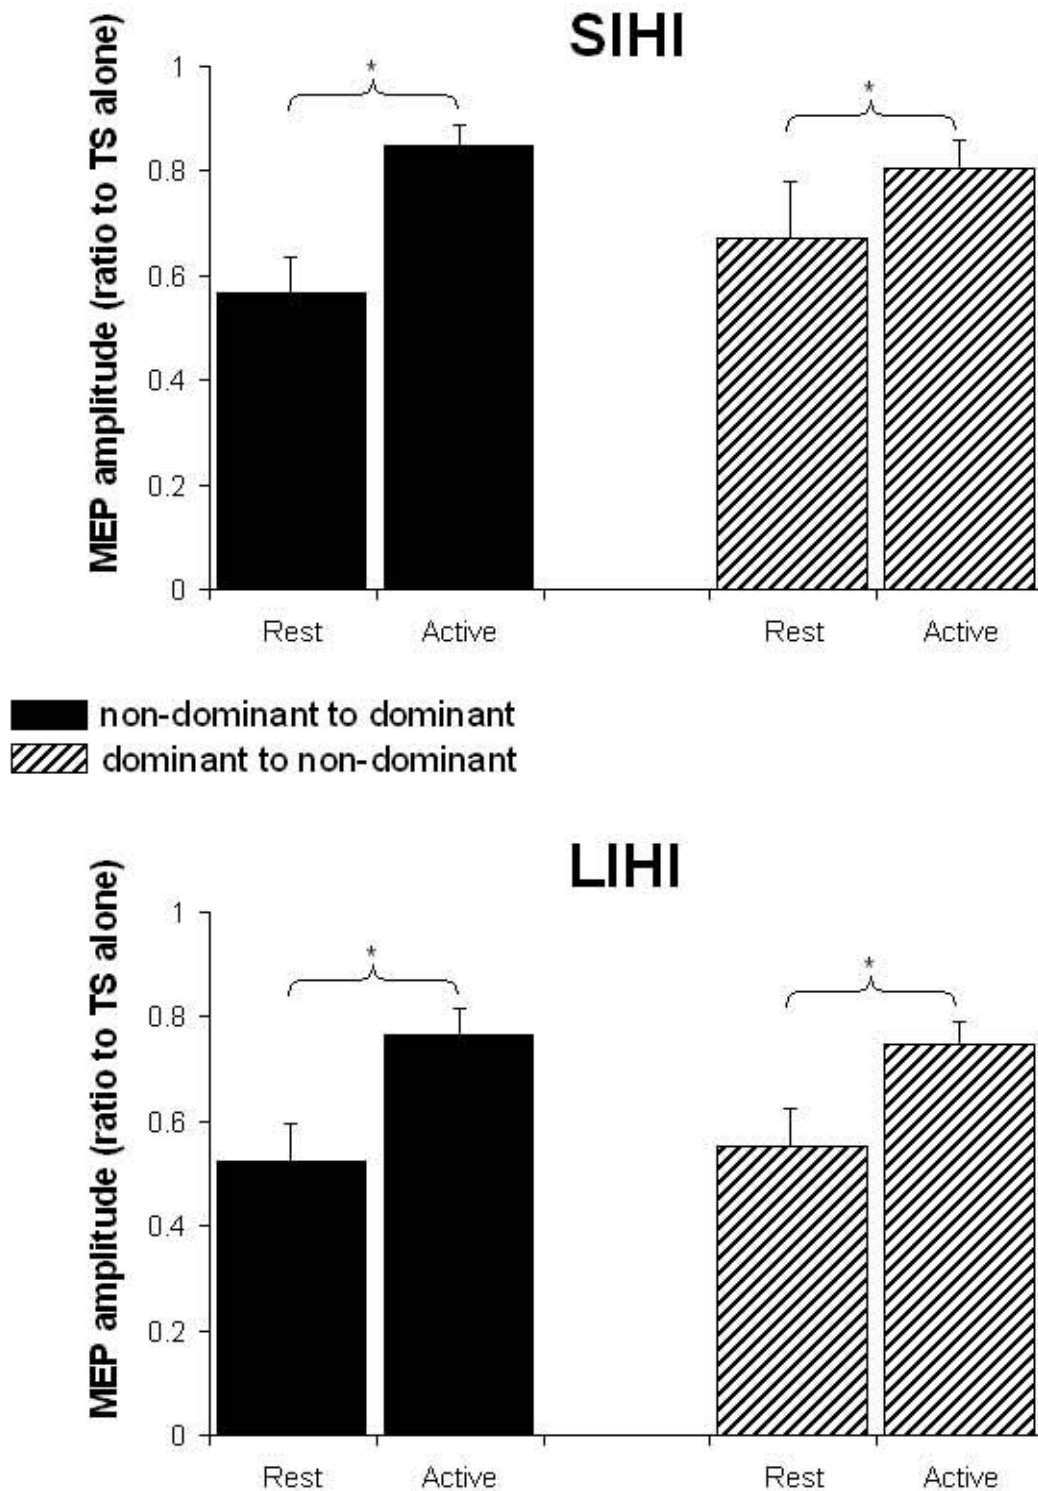 SIHI
MEP amplitude (ratio to TS alone)
1
0.8
0.6
0.4
0.2
0
*
*
Rest
Active
Rest
Active
non-dominant to dominant
dominant to non-dominant
LIHI
MEP amplitude (ratio to TS alone)
1
0.8
0.6
0.4
0.2
0
*
*
Rest
Active
Rest
Active